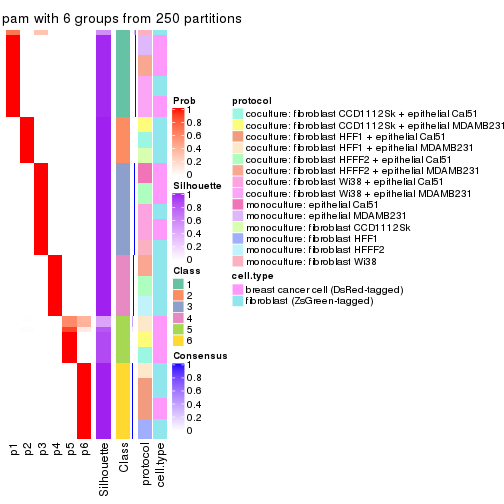 pam with 6 groups from 250 partitions
Prob
1
0.8
0.6
0.4
0.2
0
Silhouette
1
0.8
0.6
0.4
0.2
0
Class
1
2
3
4
5
6
Consensus
1
0.8
0.6
0.4
0.2
0
protocol
coculture: fibroblast CCD1112Sk + epithelial Cal51
coculture: fibroblast CCD1112Sk + epithelial MDAMB231
coculture: fibroblast HFF1 + epithelial Cal51
coculture: fibroblast HFF1 + epithelial MDAMB231
coculture: fibroblast HFFF2 + epithelial Cal51
coculture: fibroblast HFFF2 + epithelial MDAMB231
coculture: fibroblast Wi38 + epithelial Cal51
coculture: fibroblast Wi38 + epithelial MDAMB231
monoculture: epithelial Cal51
monoculture: epithelial MDAMB231
monoculture: fibroblast CCD1112Sk
monoculture: fibroblast HFF1
monoculture: fibroblast HFFF2
monoculture: fibroblast Wi38
cell.type
breast cancer cell (DsRed-tagged)
fibroblast (ZsGreen-tagged)
p1
p2
p3
p4
p5
p6
Silhouette
Class
protocol
cell.type